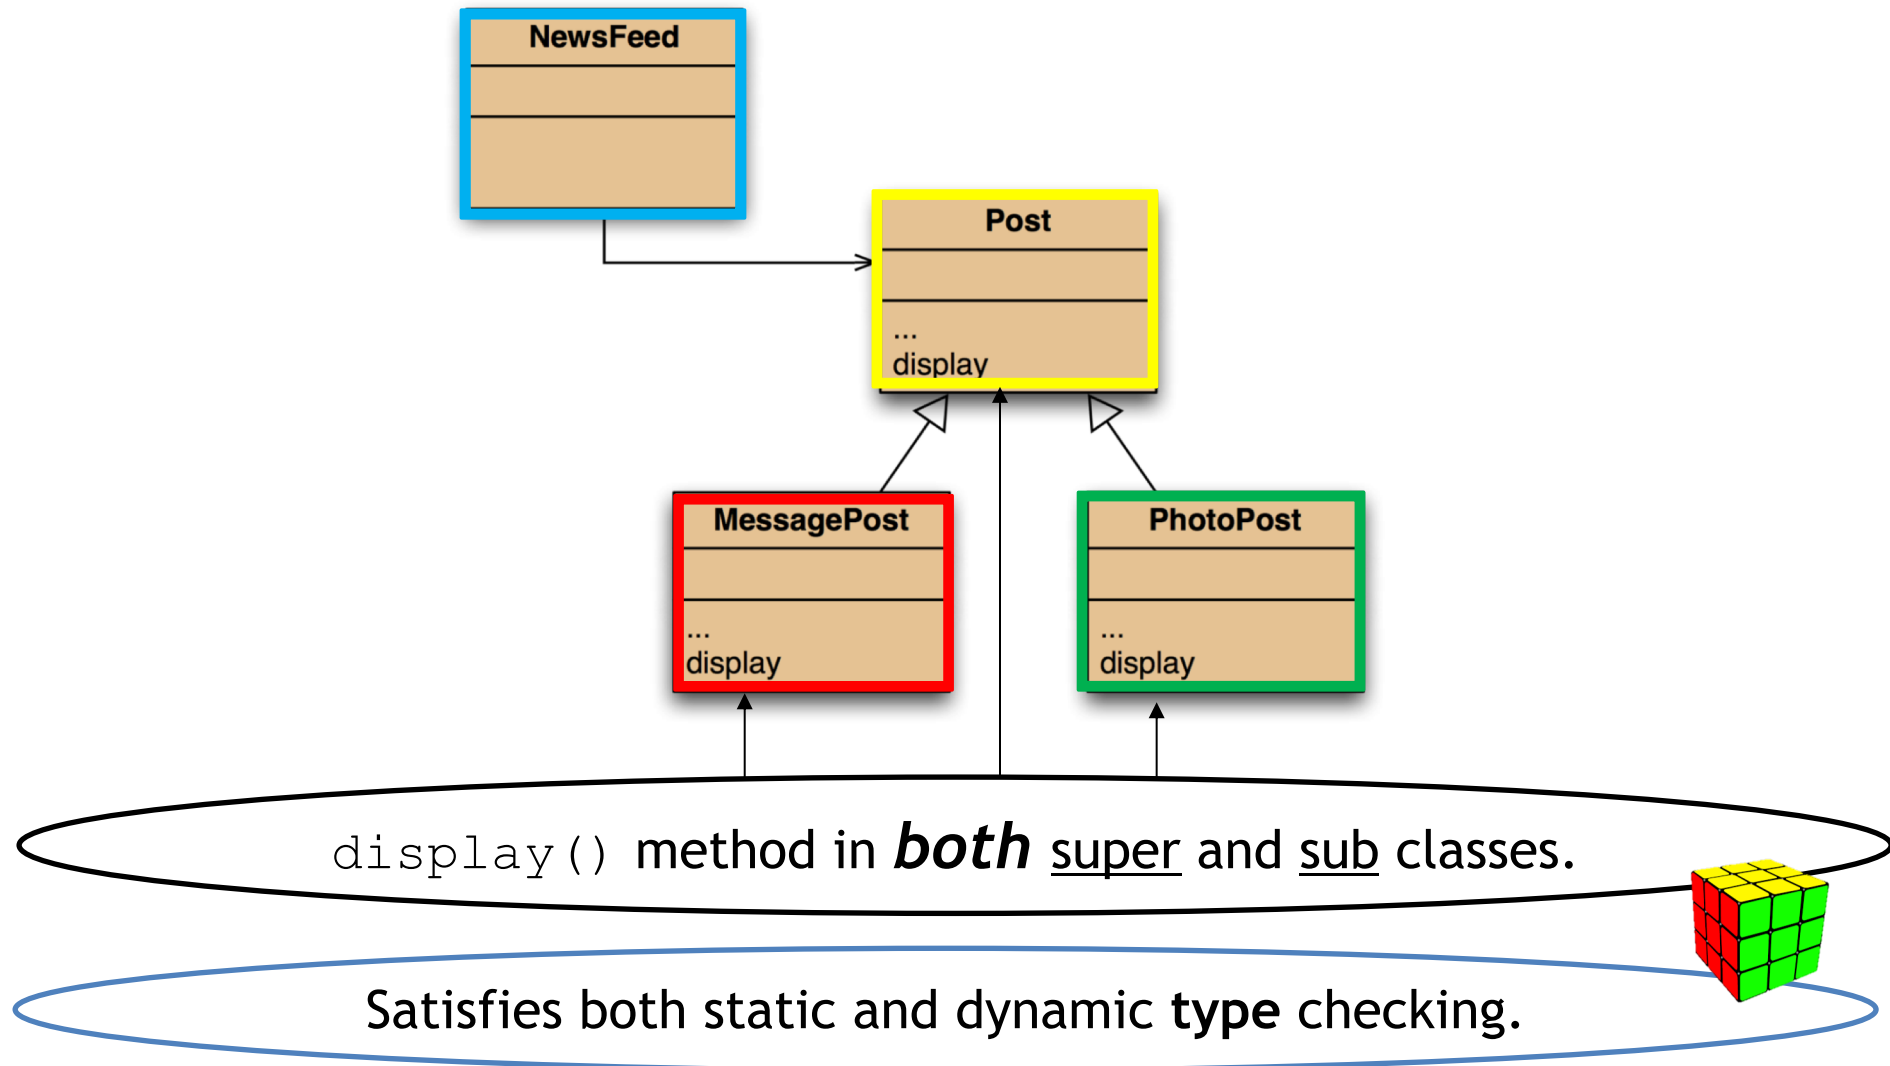 NewsFeed
Post
...
display
MessagePost
...
display
PhotoPost
...
display
display() method in both super and sub classes.
Satisfies both static and dynamic type checking.